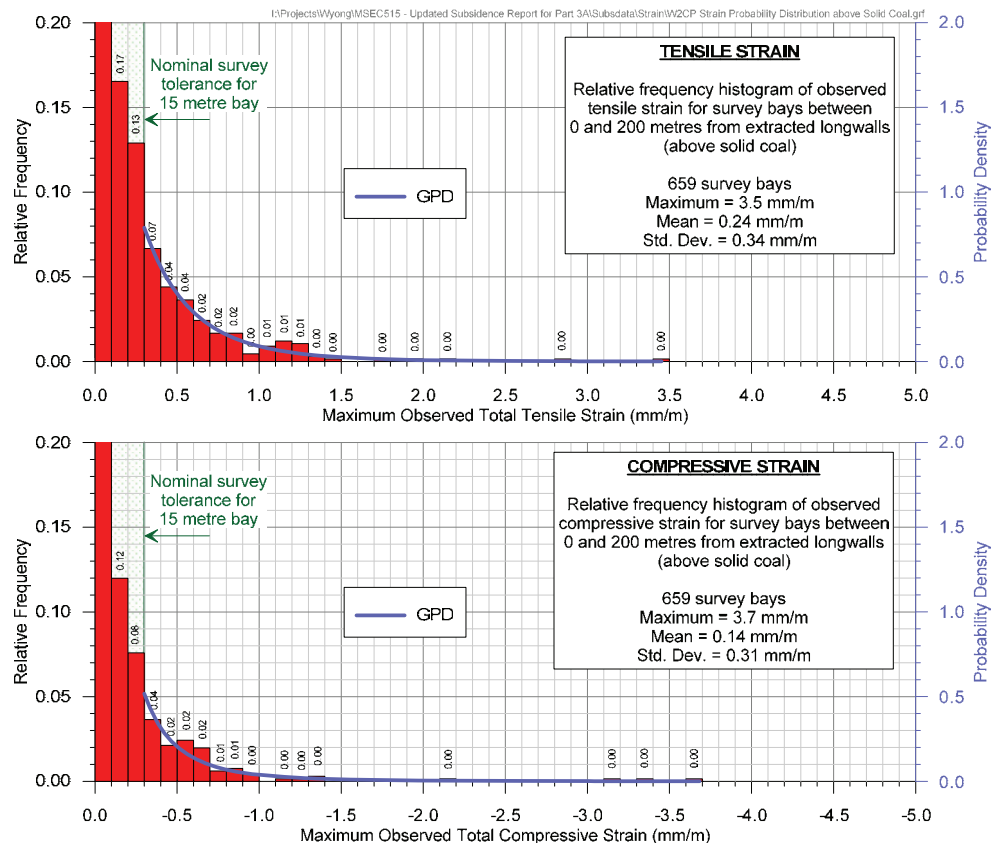 I:\Projects\Wyong\MSEC515 - Updated Subsidence Report for Part 3A\Subsdata\Strain\W2CP Strain Probability Distribution above Solid Coal.grf
0.20
0.15
0.10
0.05
0.00
Relative Frequency
0.17
0.13
0.07
0.04
0.04
0.02
0.02
0.02
0.00
0.01
0.01
0.01
0.00
0.00
0.00
0.00
0.00
0.00
0.00
Nominal survey
tolerance for
15 metre bay
GPD
TENSILE STRAIN
Relative frequency histogram of observed
tensile strain for survey bays between
0 and 200 metres from extracted longwalls
(above solid coal)
659 survey bays
Maximum = 3.5 mm/m
Mean = 0.24 mm/m
Std. Dev. = 0.34 mm/m
2.0
1.5
1.0
0.5
0.0
Probability Density
0.0 0.5 1.0 1.5 2.0 2.5 3.0 3.5 4.0 4.5 5.0
Maximum Observed Total Tensile Strain (mm/m)
0.20
0.15
0.10
0.05
0.00
Relative Frequency
0.12
0.08
0.04
0.02
0.02
0.02
0.01
0.01
0.00
0.00
0.00
0.00
0.00
0.00
0.00
0.00
Nominal survey
tolerance for
15 metre bay
GPD
COMPRESSIVE STRAIN
Relative frequency histogram of observed
compressive strain for survey bays between
0 and 200 metres from extracted longwalls
(above solid coal)
659 survey bays
Maximum = 3.7 mm/m
Mean = 0.14 mm/m
Std. Dev. = 0.31 mm/m
2.0
1.5
1.0
0.5
0.0
Probability Density
0.0 -0.5 -1.0 -1.5 -2.0 -2.5 -3.0 -3.5 -4.0 -4.5 -5.0
Maximum Observed Total Compressive Strain (mm/m)